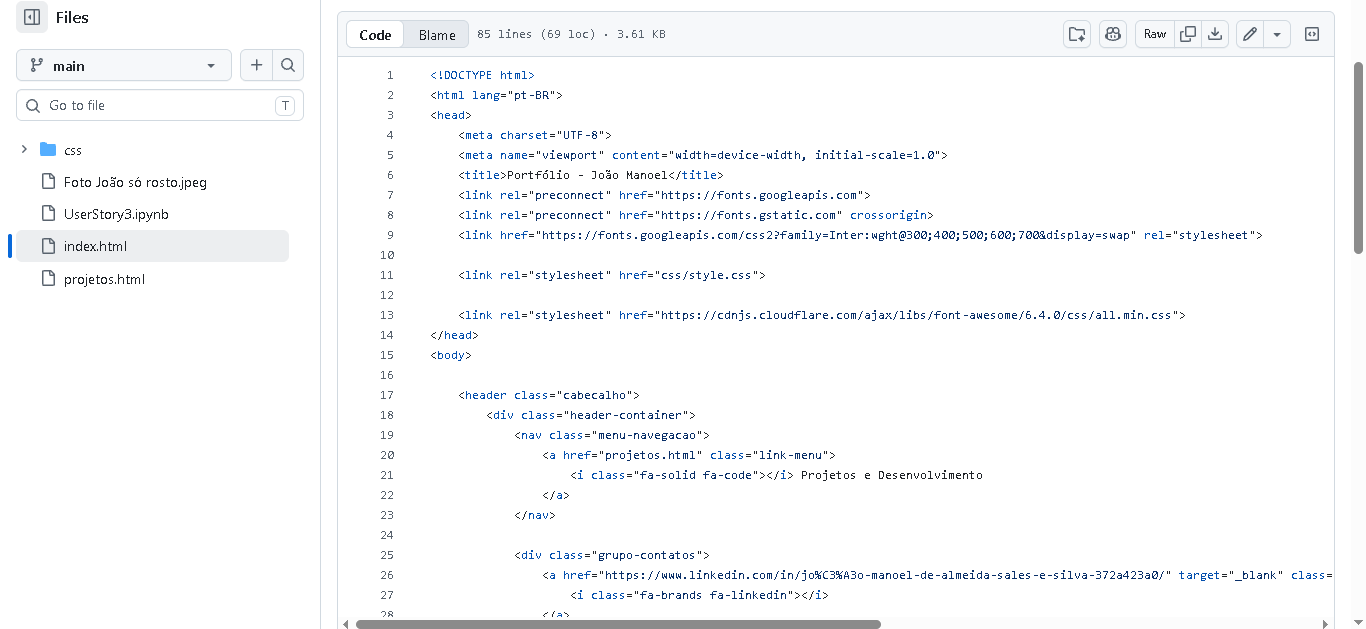 Files
main
Go to file
T
css
Foto João só rosto.jpeg
UserStory3.ipynb
index.html
projetos.html
Code Blame 85 lines (69 loc) · 3.61 KB
Raw
1 <!DOCTYPE html>
2 <html lang="pt-BR">
3 <head>
4 <meta charset="UTF-8">
5 <meta name="viewport" content="width=device-width, initial-scale=1.0">
6 <title>Portfólio - João Manoel</title>
7 <link rel="preconnect" href="https://fonts.googleapis.com">
8 <link rel="preconnect" href="https://fonts.gstatic.com" crossorigin>
9 <link href="https://fonts.googleapis.com/css2?family=Inter:wght@300;400;500;600;700&display=swap" rel="stylesheet">
10
11 <link rel="stylesheet" href="css/style.css">
12
13 <link rel="stylesheet" href="https://cdnjs.cloudflare.com/ajax/libs/font-awesome/6.4.0/css/all.min.css">
14 </head>
15 <body>
16
17 <header class="cabecalho">
18 <div class="header-container">
19 <nav class="menu-navegacao">
20 <a href="projetos.html" class="link-menu">
21 <i class="fa-solid fa-code"></i> Projetos e Desenvolvimento
22 </a>
23 </nav>
24
25 <div class="grupo-contatos">
26 <a href="https://www.linkedin.com/in/jo%C3%A3o-manoel-de-almeida-sales-e-silva-372a423a0/" target="_blank" class=
27 <i class="fa-brands fa-linkedin"></i>
28 </a>